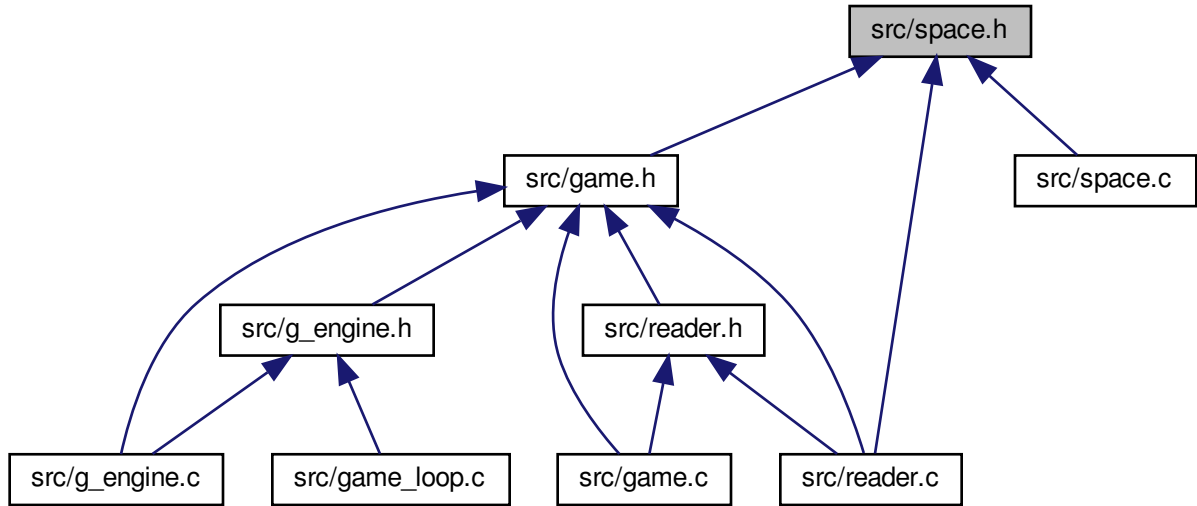 src/space.h
src/game.h
src/space.c
src/g_engine.h
src/reader.h
src/g_engine.c
src/game_loop.c
src/game.c
src/reader.c